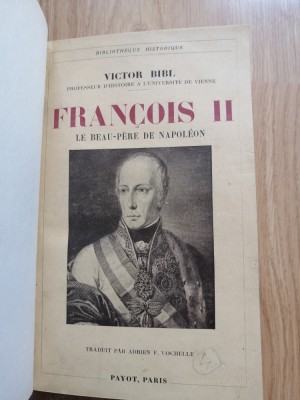 BIBLIOTHÈQUE HISTORIQUE
VICTOR BIBL
PROFESSEUR D'HISTOIRE A L'UNIVERSITÉ DE VIENNE
FRANÇOIS II
LE BEAU-PÈRE DE NAPOLÉON
TRADUIT PAR ADRIEN F. VOCHELLE
PAYOT, PARIS